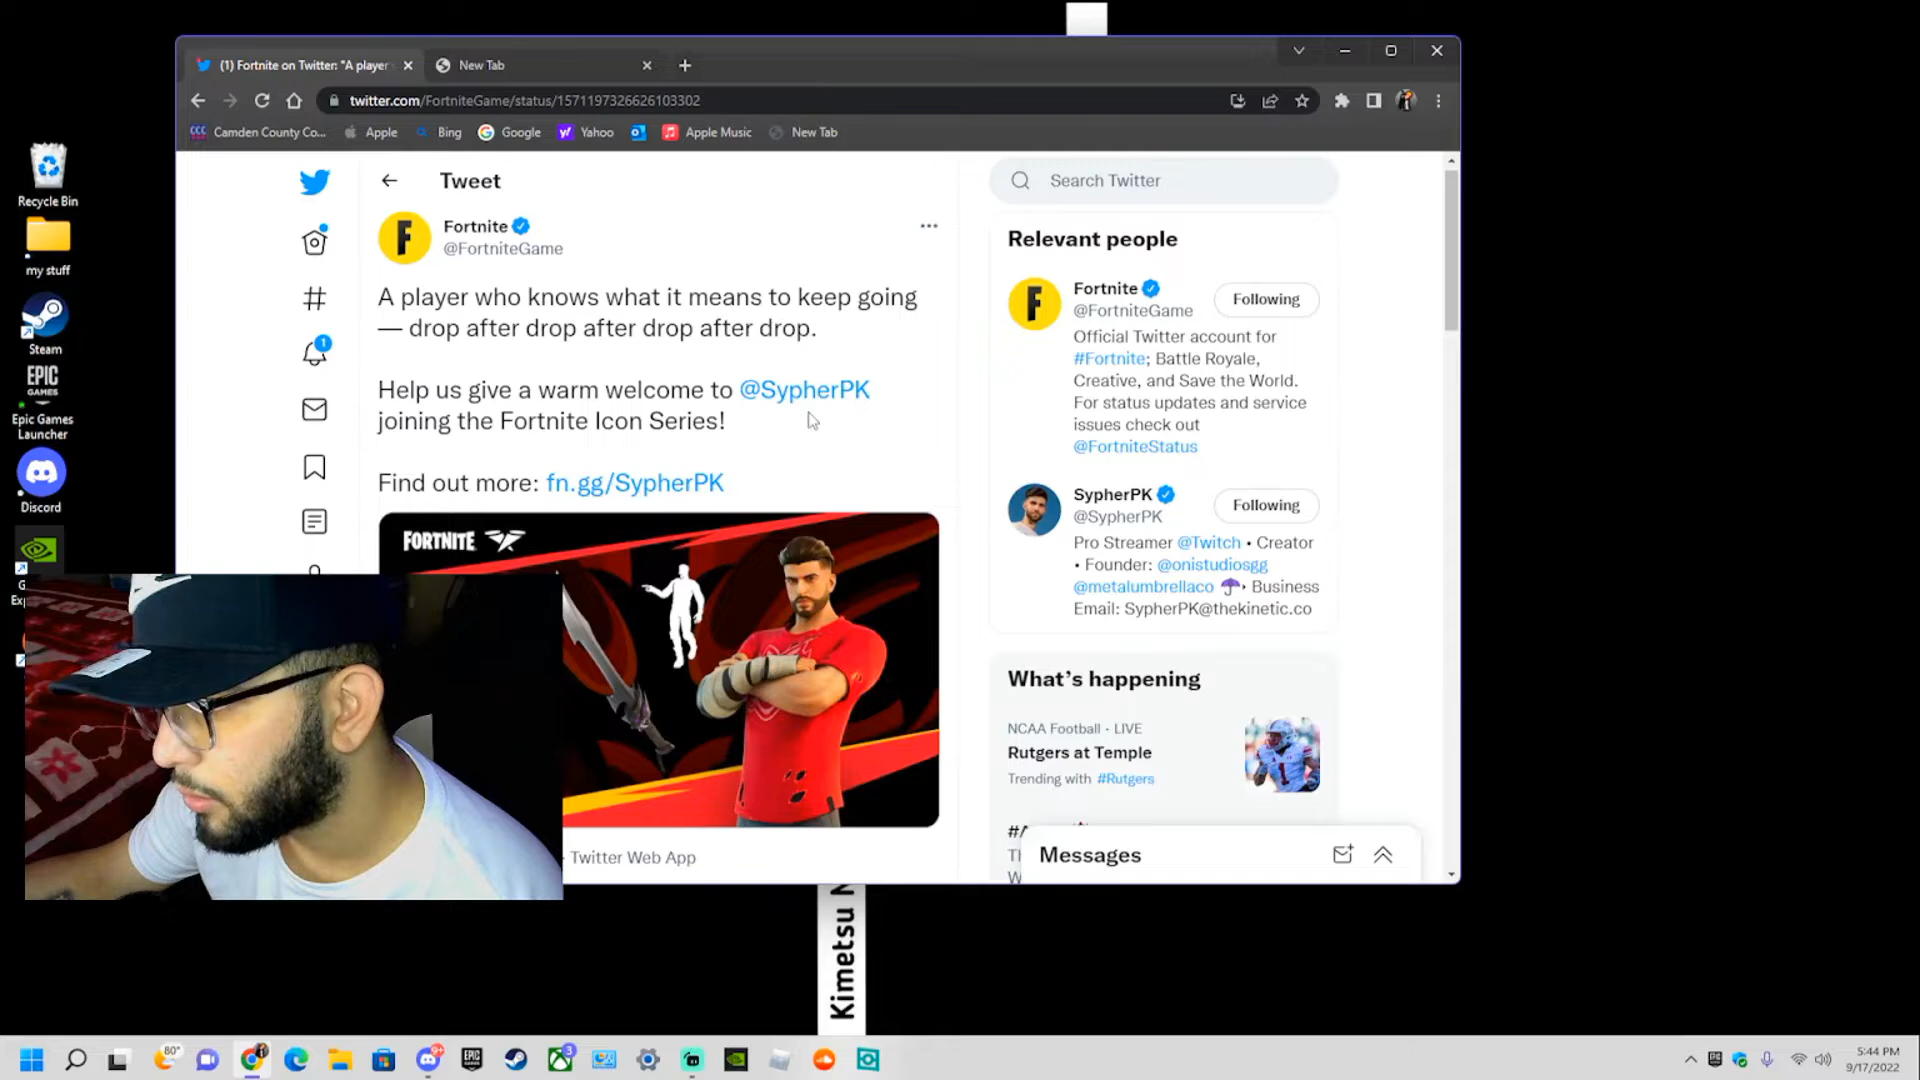 (1) Fortnite on Twitter: "A player
New Tab
twitter.com/FortniteGame/status/1571197326626103302
Camden County Co...
Apple
Bing
Google
Yahoo
Apple Music
New Tab
Recycle Bin
my stuff
Steam
EPIC
GAMES
Epic Games
Launcher
Discord
Tweet
Fortnite
@FortniteGame
A player who knows what it means to keep going
— drop after drop after drop after drop.
Help us give a warm welcome to @SypherPK
joining the Fortnite Icon Series!
Find out more: fn.gg/SypherPK
FORTNITE
Twitter Web App
1
Search Twitter
Relevant people
Fortnite
@FortniteGame
Following
Official Twitter account for
#Fortnite; Battle Royale,
Creative, and Save the World.
For status updates and service
issues check out
@FortniteStatus
SypherPK
@SypherPK
Following
Pro Streamer @Twitch • Creator
• Founder: @onistudiosgg
@metalumbrellaco • Business
Email: SypherPK@thekinetic.co
What's happening
NCAA Football · LIVE
Rutgers at Temple
Trending with #Rutgers
Messages
Kimetsu
80°
EPIC
3
5:44 PM
9/17/2022